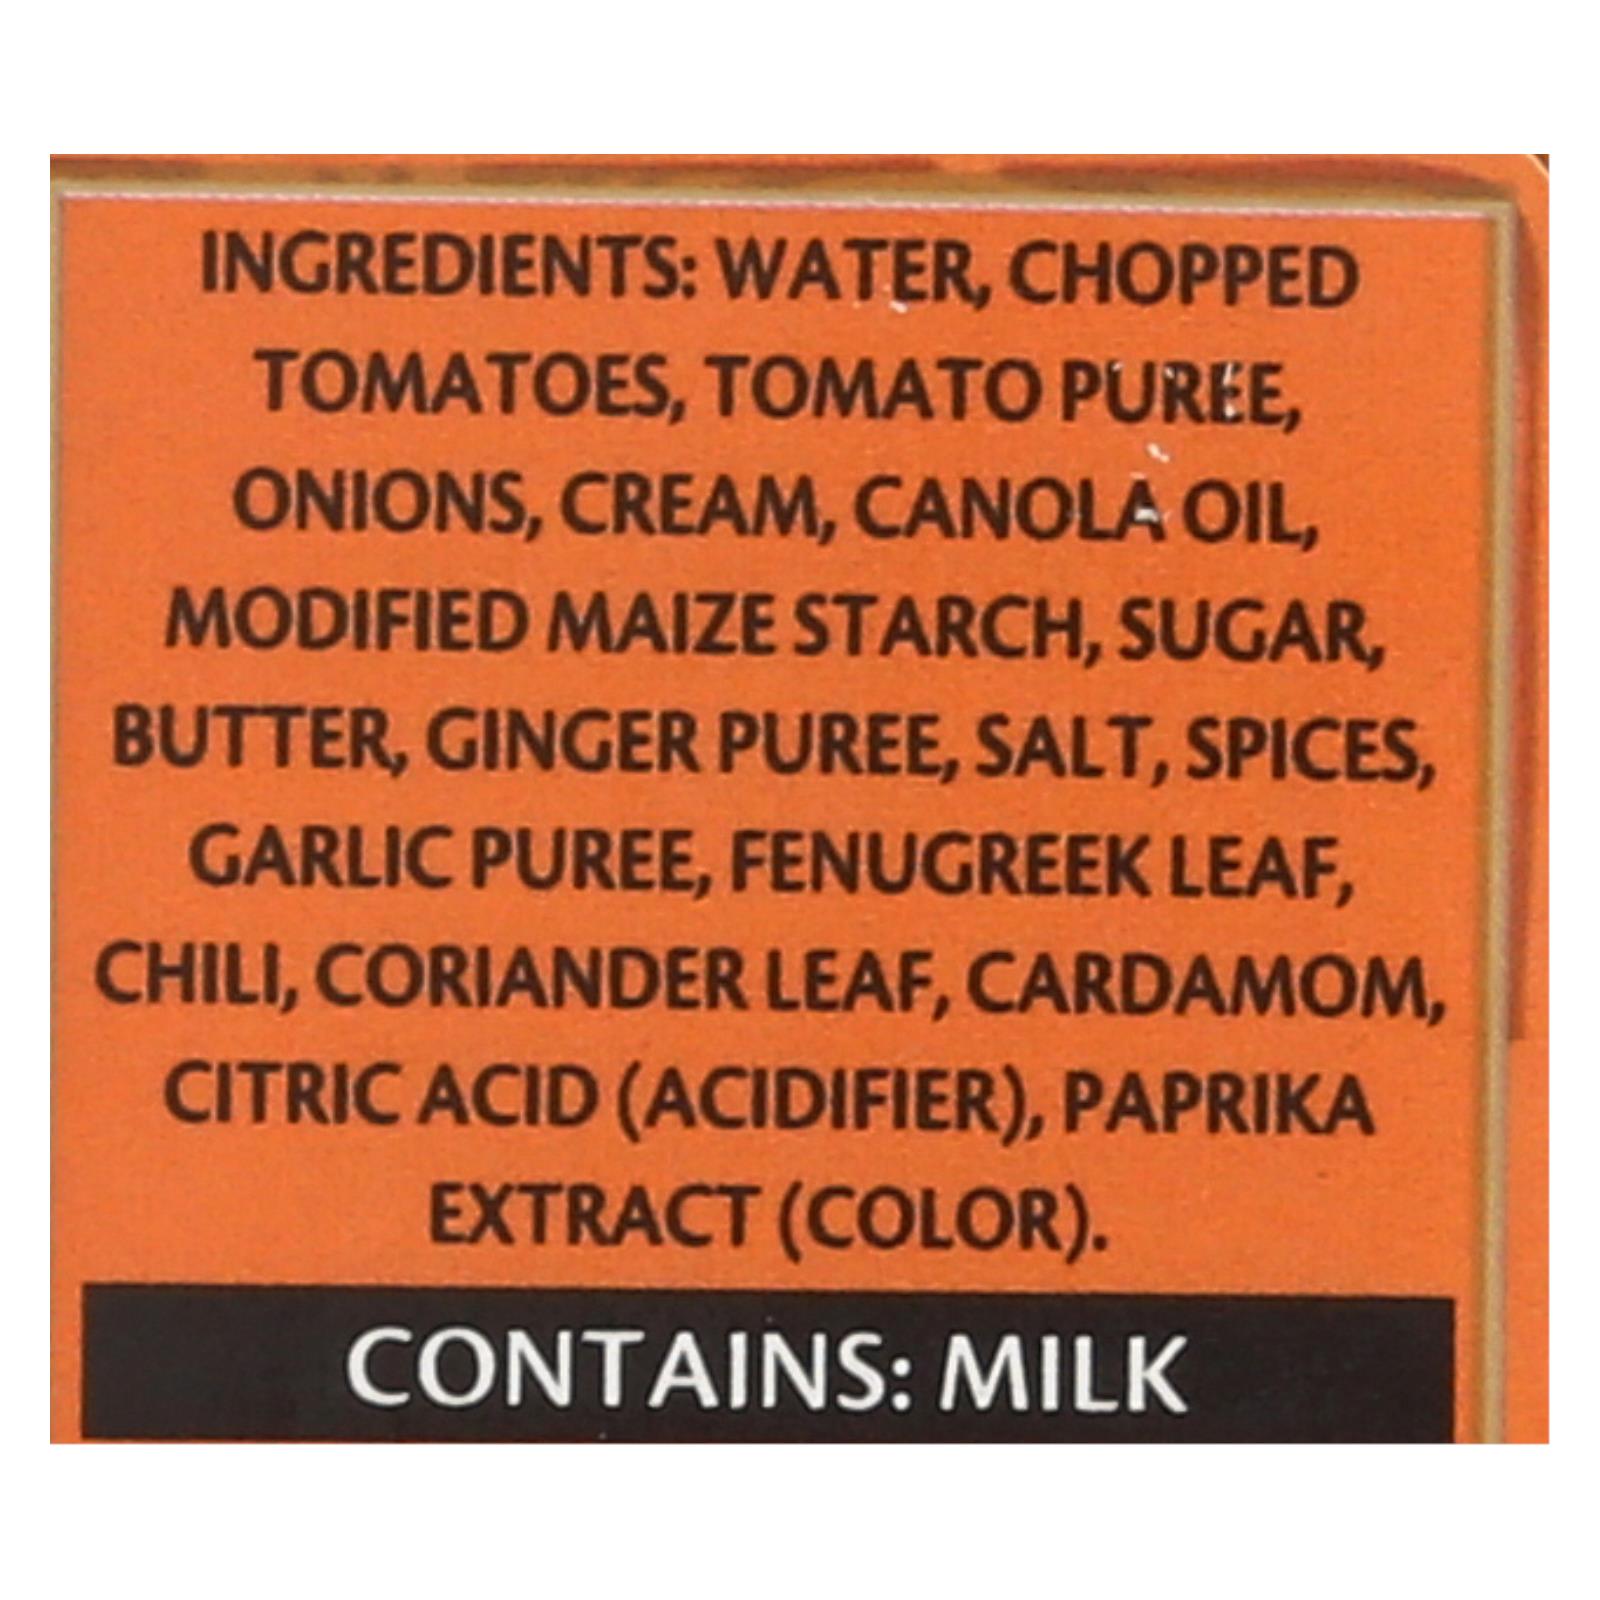 INGREDIENTS: WATER, CHOPPED
TOMATOES, TOMATO PUREE,
ONIONS, CREAM, CANOLA OIL,
MODIFIED MAIZE STARCH, SUGAR,
BUTTER, GINGER PUREE, SALT, SPICES,
GARLIC PUREE, FENUGREEK LEAF,
CHILI, CORIANDER LEAF, CARDAMOM,
CITRIC ACID (ACIDIFIER), PAPRIKA
EXTRACT (COLOR).
CONTAINS: MILK